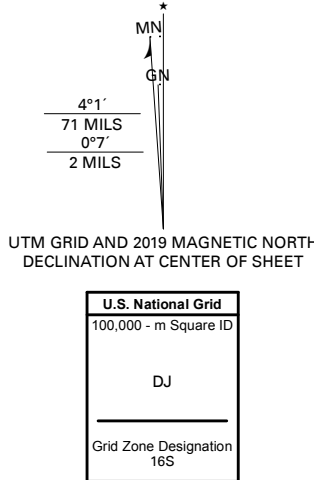 MN
GN
4°1´
71 MILS
0°7´
2 MILS
UTM GRID AND 2019 MAGNETIC NORTH
DECLINATION AT CENTER OF SHEET
U.S. National Grid
100,000 - m Square ID
DJ
Grid Zone Designation
16S